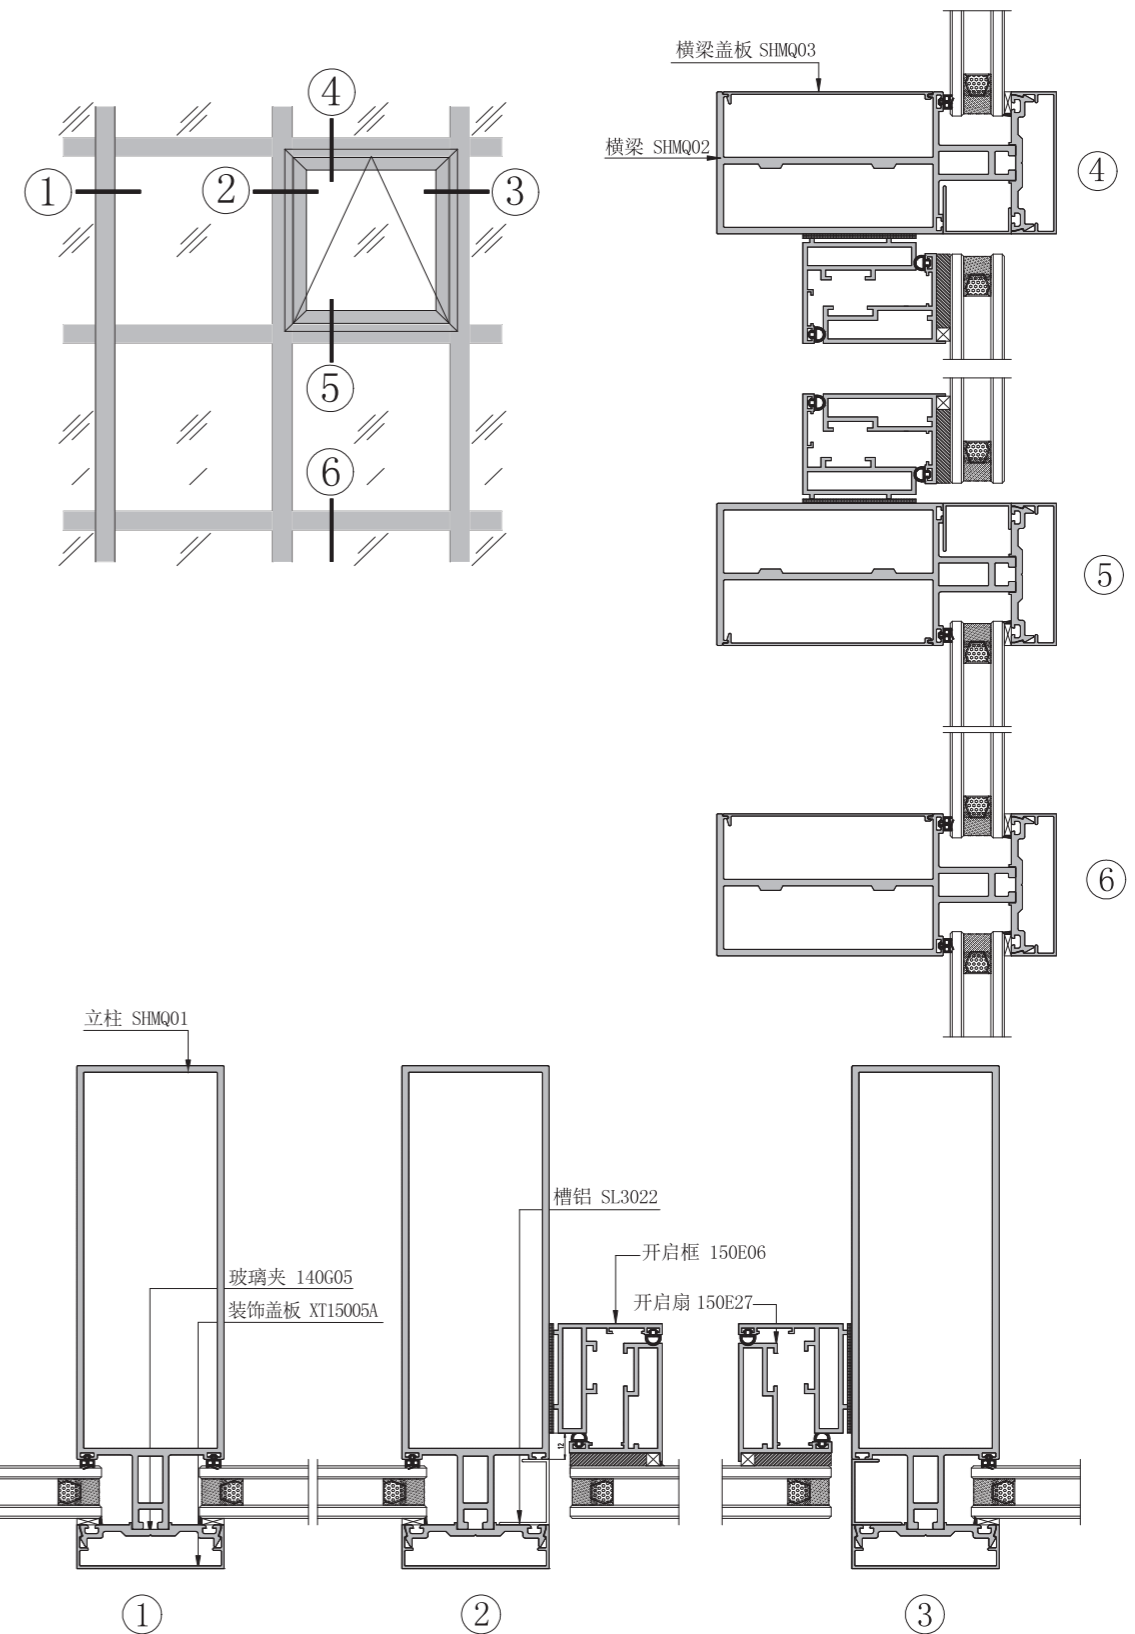 横梁盖板 SHMQ03
④
横梁 SHMQ02
④
① ② ③
⑤
⑥
⑤
⑥
立柱 SHMQ01
槽铝 SL3022
开启框 150E06
玻璃夹 140G05
开启扇 150E27
装饰盖板 XT15005A
12
① ② ③